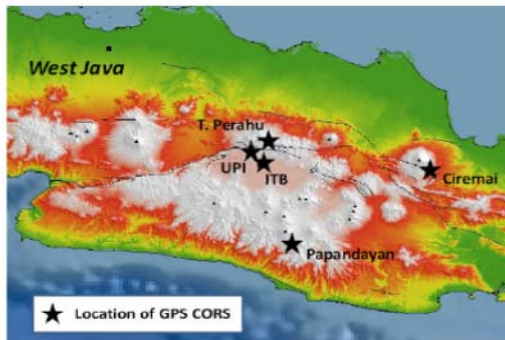 West Java
T. Perahu
UPI
ITB
Ciremai
Papandayan
Location of GPS CORS